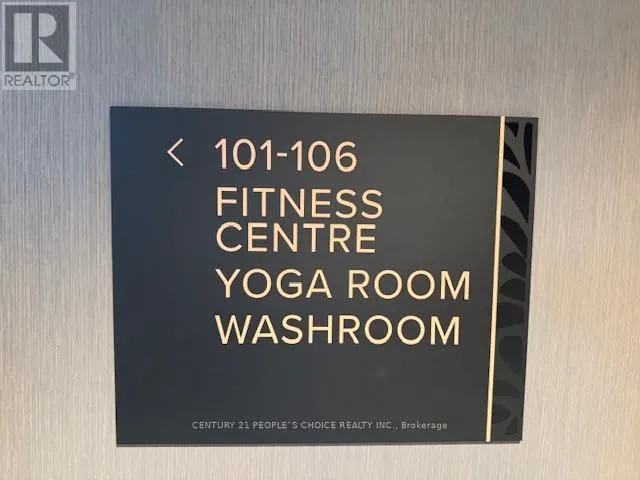 R
REALTOR®
< 101-106
FITNESS
CENTRE
YOGA ROOM
WASHROOM
CENTURY 21 PEOPLE`S CHOICE REALTY INC., Brokerage